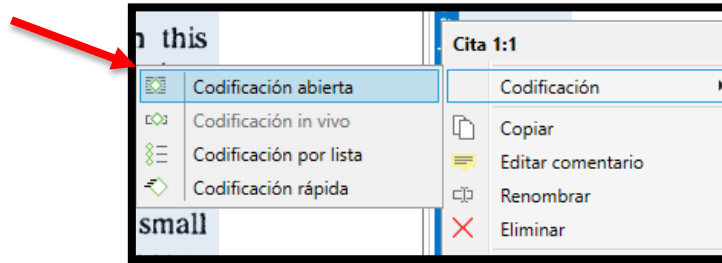 n this
Cita 1:1
Codificación abierta
Codificación in vivo
Codificación por lista
Codificación rápida
Codificación
Copiar
Editar comentario
Renombrar
Eliminar
small